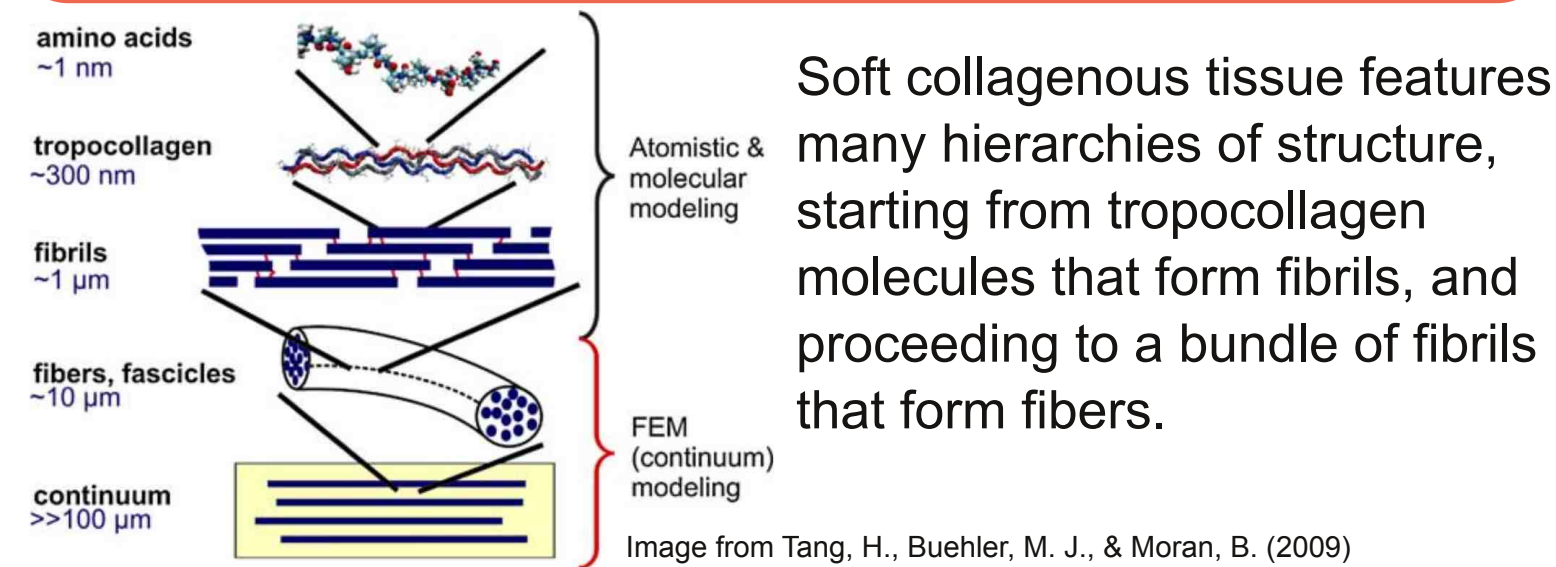 amino acids
~1 nm
tropocollagen
~300 nm
fibrils
~1 μm
fibers, fascicles
~10 μm
continuum
>>100 μm
Atomistic &
molecular
modeling
FEM
(continuum)
modeling
Soft collagenous tissue features
many hierarchies of structure,
starting from tropocollagen
molecules that form fibrils, and
proceeding to a bundle of fibrils
that form fibers.
Image from Tang, H., Buehler, M. J., & Moran, B. (2009)